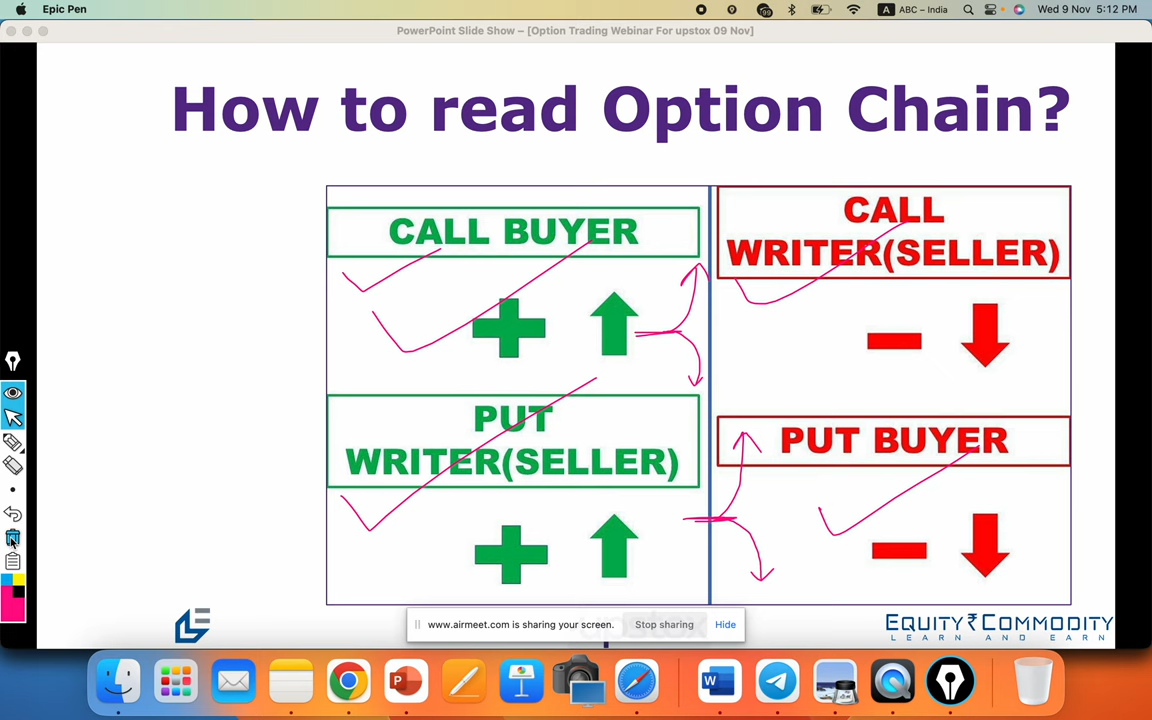 Epic Pen
99
A
ABC – India
Wed 9 Nov 5:12 PM
PowerPoint Slide Show – [Option Trading Webinar For upstox 09 Nov]
How to read Option Chain?
CALL BUYER
CALL
WRITER(SELLER)
PUT
WRITER(SELLER)
PUT BUYER
www.airmeet.com is sharing your screen.
Stop sharing
Hide
EQUITY₹COMMODITY
LEARN AND EARN
P
W